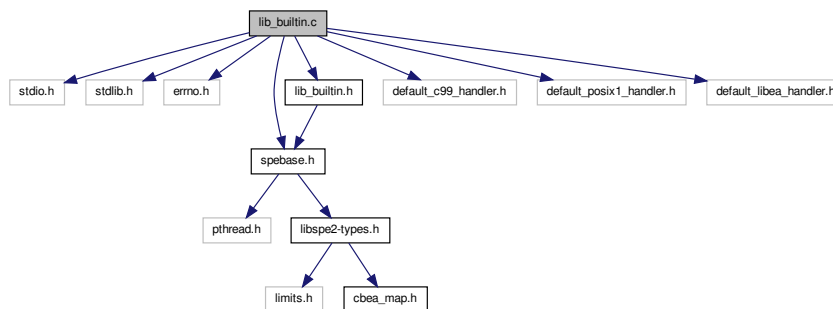 lib_builtin.c
stdio.h
stdlib.h
errno.h
lib_builtin.h
default_c99_handler.h
default_posix1_handler.h
default_libea_handler.h
spebase.h
pthread.h
libspe2-types.h
limits.h
cbea_map.h